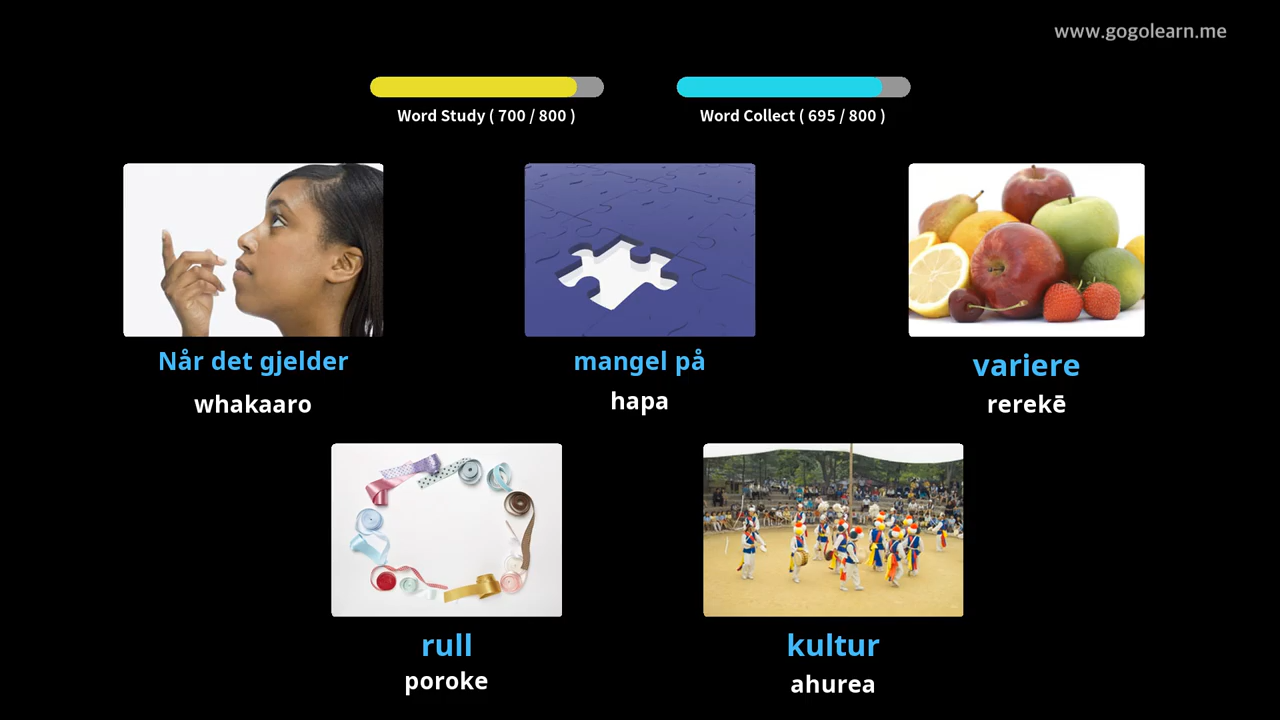 www.gogolearn.me
Word Study ( 700 / 800 )
Word Collect ( 695 / 800 )
Når det gjelder
whakaaro
mangel på
hapa
variere
rerekē
rull
poroke
kultur
ahurea